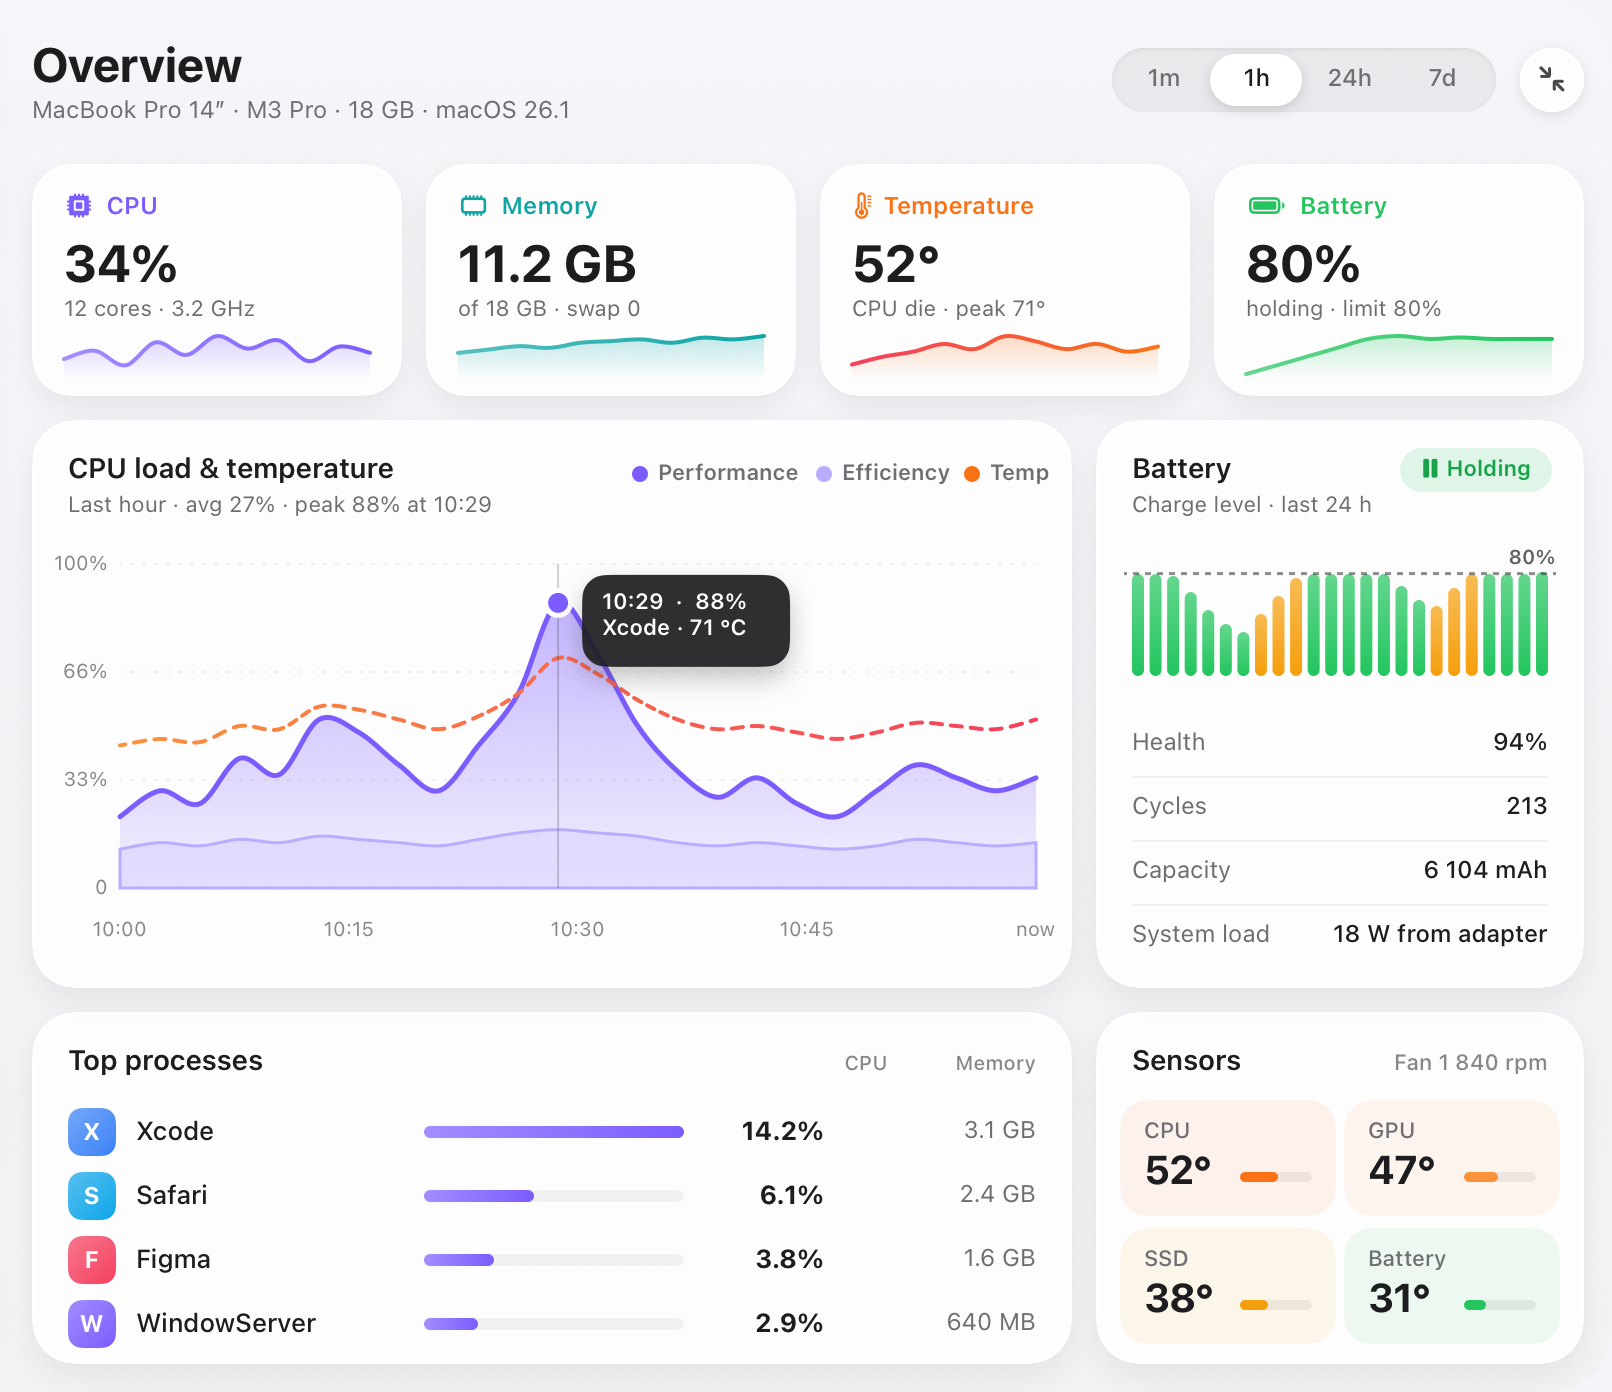 Overview
MacBook Pro 14″ · M3 Pro · 18 GB · macOS 26.1
1m 1h 24h 7d
CPU
34%
12 cores · 3.2 GHz
Memory
11.2 GB
of 18 GB · swap 0
Temperature
52°
CPU die · peak 71°
Battery
80%
holding · limit 80%
CPU load & temperature
Last hour · avg 27% · peak 88% at 10:29
Performance Efficiency Temp
100%
66%
33%
0
10:29 · 88%
Xcode · 71 °C
10:00 10:15 10:30 10:45 now
Battery
Holding
Charge level · last 24 h
80%
Health 94%
Cycles 213
Capacity 6 104 mAh
System load 18 W from adapter
Top processes CPU Memory
X Xcode 14.2% 3.1 GB
S Safari 6.1% 2.4 GB
F Figma 3.8% 1.6 GB
W WindowServer 2.9% 640 MB
Sensors Fan 1 840 rpm
CPU
52°
GPU
47°
SSD
38°
Battery
31°